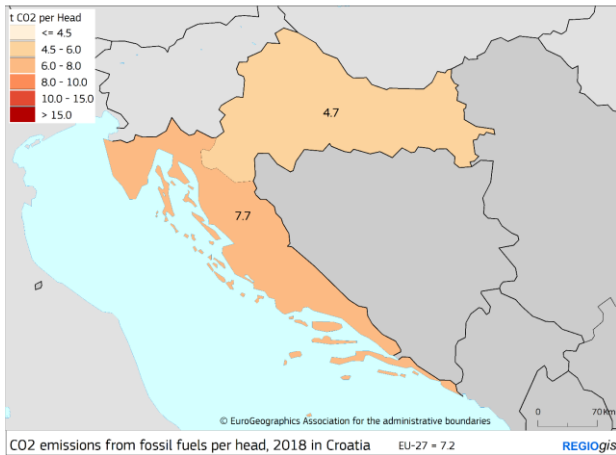 t CO2 per Head
<= 4.5
4.5 - 6.0
6.0 - 8.0
8.0 - 10.0
10.0 - 15.0
> 15.0
4.7
7.7
© EuroGeographics Association for the administrative boundaries
0 70 Km
CO2 emissions from fossil fuels per head, 2018 in Croatia EU-27 = 7.2 REGIOgis